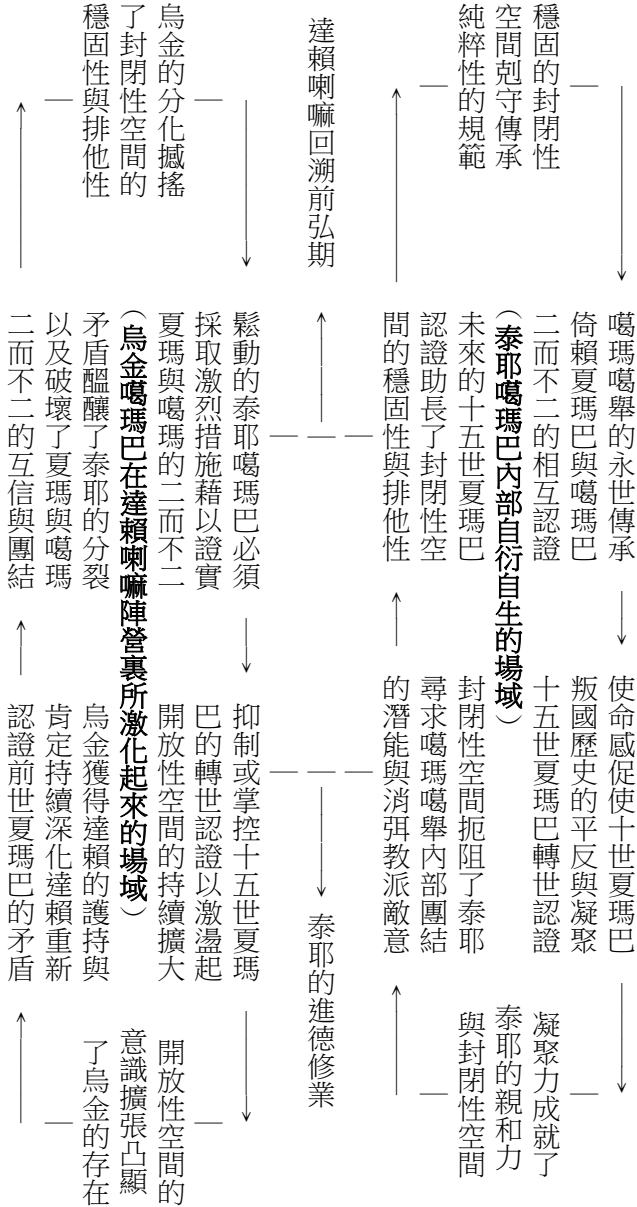 噶瑪噶舉的永世傳承
倚賴夏瑪巴與噶瑪巴
二而不二的相互認證
使命感促使十世夏瑪巴
叛國歷史的平反與凝聚
十五世夏瑪巴轉世認證
穩固的封閉性
空間剋守傳承
純粹性的規範
（泰耶噶瑪巴內部自衍自生的場域）
凝聚力成就了
泰耶的親和力
與封閉性空間
未來的十五世夏瑪巴
認證助長了封閉性空
間的穩固性與排他性
封閉性空間扼阻了泰耶
尋求噶瑪噶舉內部團結
的潛能與消弭教派敵意
達賴喇嘛回溯前弘期
泰耶的進德修業
鬆動的泰耶噶瑪巴必須
採取激烈措施藉以證實
夏瑪與噶瑪的二而不二
抑制或掌控十五世夏瑪
巴的轉世認證以激盪起
開放性空間的持續擴大
烏金的分化撼搖
了封閉性空間的
穩固性與排他性
（烏金噶瑪巴在達賴喇嘛陣營裏所激化起來的場域）
開放性空間的
意識擴張凸顯
了烏金的存在
矛盾醞釀了泰耶的分裂
以及破壞了夏瑪與噶瑪
二而不二的互信與團結
烏金獲得達賴的護持與
肯定持續深化達賴重新
認證前世夏瑪巴的矛盾